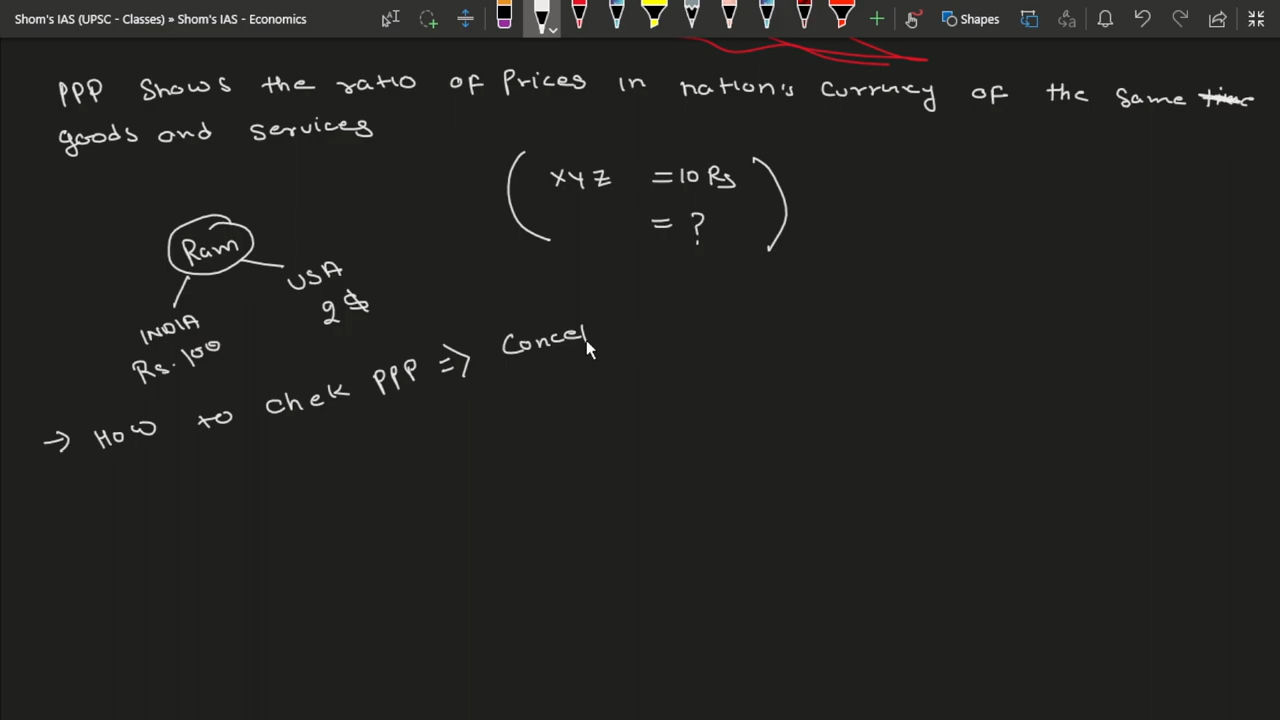 Shom's IAS (UPSC - Classes) » Shom's IAS - Economics
Shapes
PPP shows the ratio of Prices in nation's currucy of the same
goods and services
XYZ = 10 Rs
= ?
Ram
INDIA
Rs. 100
USA
2 $
→ How to chek PPP => Concel